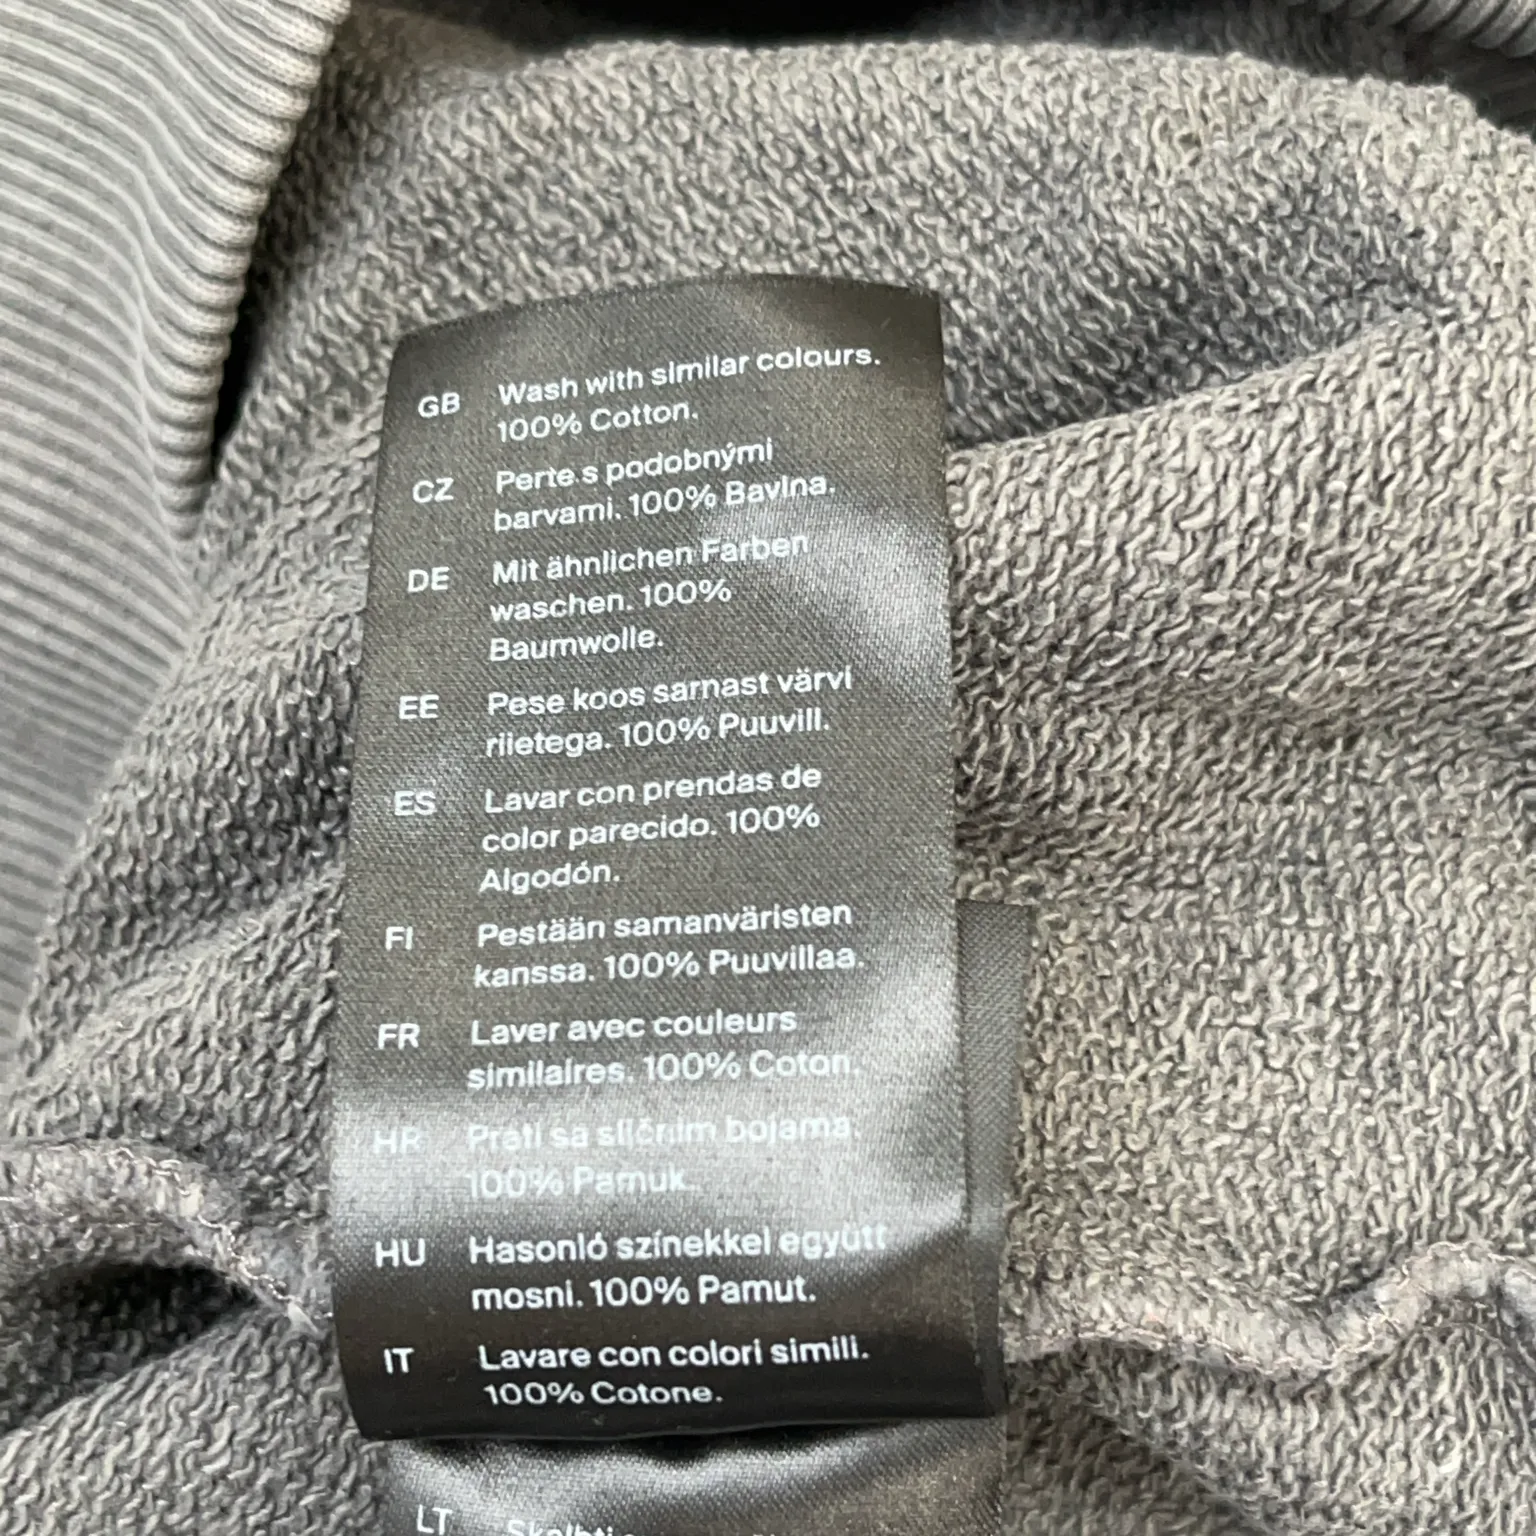 GB Wash with similar colours.
100% Cotton.
CZ Perte s podobnými
barvami. 100% Bavlna.
DE Mit ähnlichen Farben
waschen. 100%
Baumwolle.
EE Pese koos sarnast värvi
riietega. 100% Puuvill.
ES Lavar con prendas de
color parecido. 100%
Algodón.
FI Pestään samanväristen
kanssa. 100% Puuvillaa.
FR Laver avec couleurs
similaires. 100% Coton.
HR Prati sa sličnim bojama.
100% Pamuk.
HU Hasonló színekkel együtt
mosni. 100% Pamut.
IT Lavare con colori simili.
100% Cotone.
LT